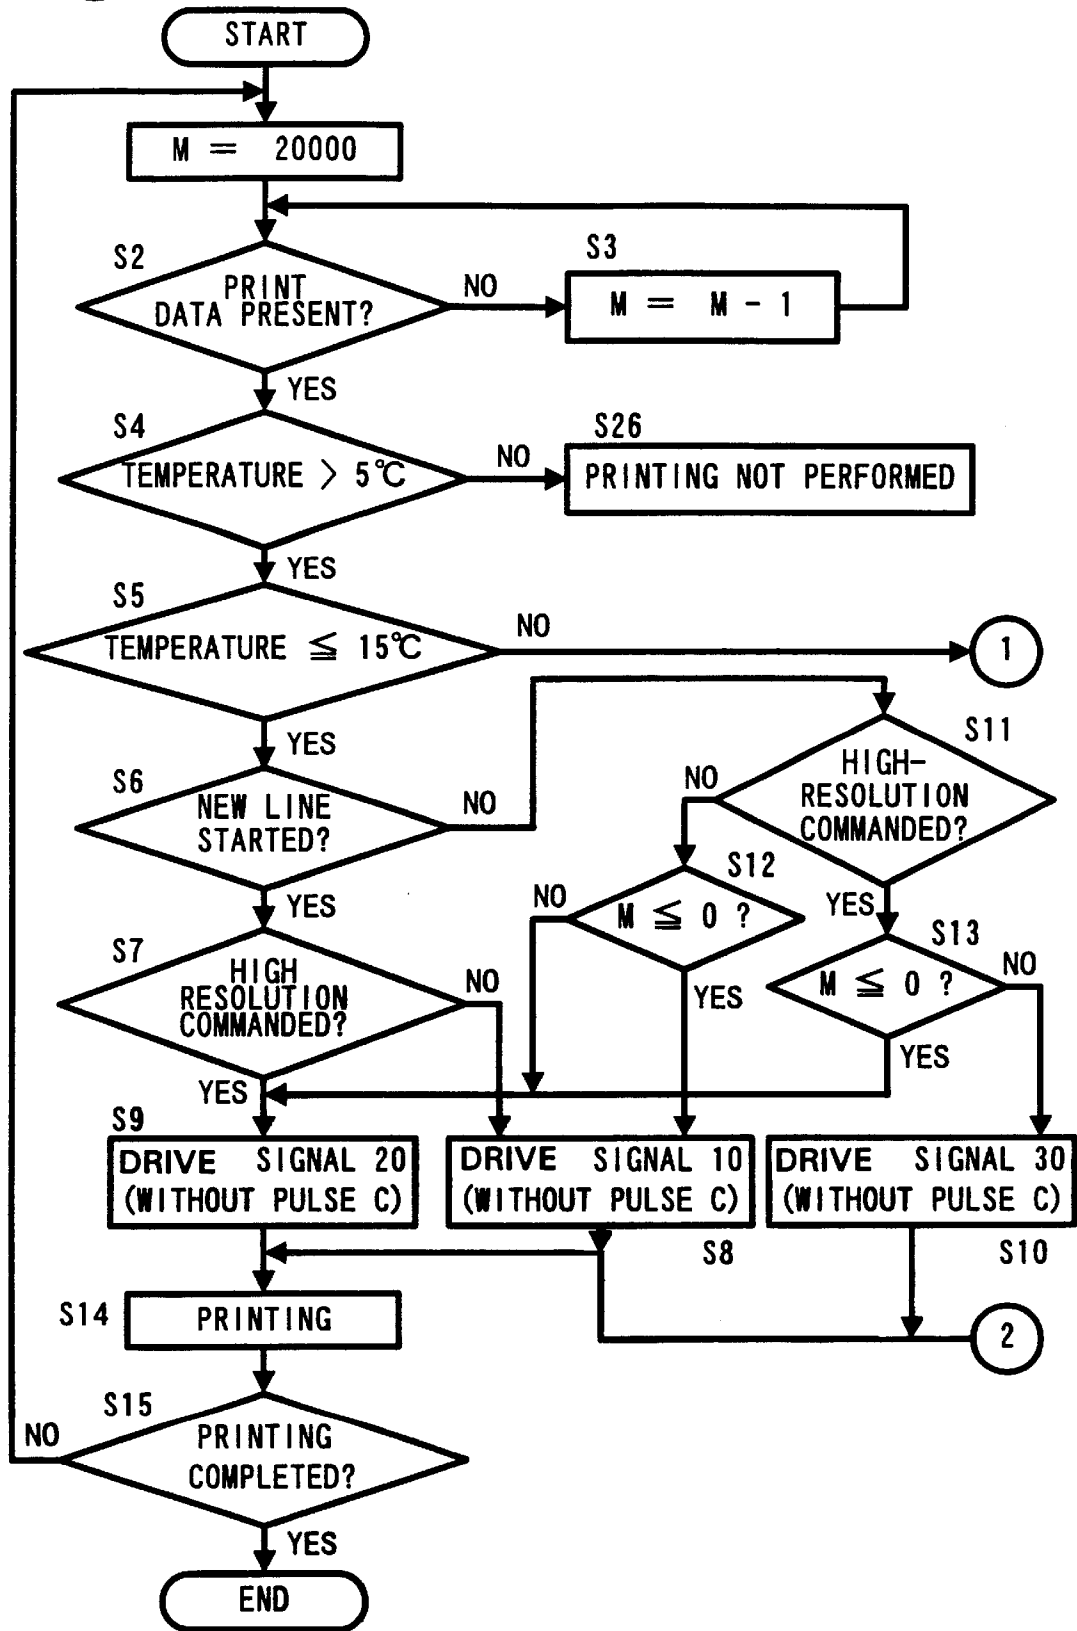 START
M = 20000
S2
PRINT
DATA PRESENT?
NO
S3
M = M - 1
YES
S4
TEMPERATURE > 5℃
NO
S26
PRINTING NOT PERFORMED
YES
S5
TEMPERATURE ≦ 15℃
NO
1
YES
S6
NEW LINE
STARTED?
NO
S11
HIGH-
RESOLUTION
COMMANDED?
NO
YES
S12
M ≦ 0 ?
NO
YES
S13
M ≦ 0 ?
NO
YES
YES
S7
HIGH
RESOLUTION
COMMANDED?
NO
YES
S9
DRIVE SIGNAL 20
(WITHOUT PULSE C)
DRIVE SIGNAL 10
(WITHOUT PULSE C)
S8
DRIVE SIGNAL 30
(WITHOUT PULSE C)
S10
S14
PRINTING
2
S15
PRINTING
COMPLETED?
NO
YES
END